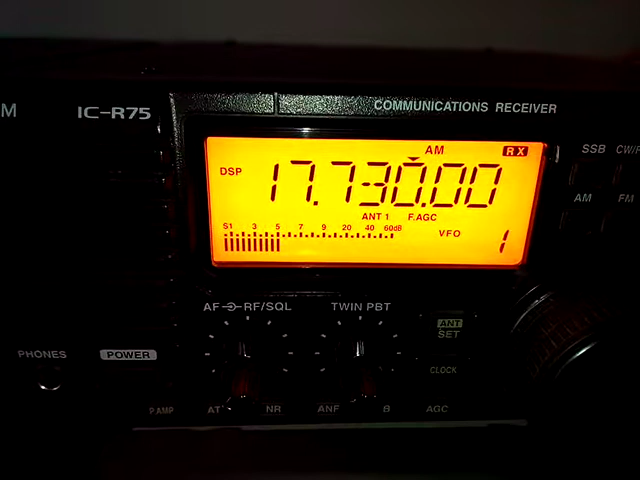 M IC-R75 COMMUNICATIONS RECEIVER
AM RX
DSP 17.730.00
ANT 1 F.AGC
S1 3 5 7 9 20 40 60dB
VFO 1
SSB
AM FM
AF RF/SQL TWIN PBT
ANT
SET
PHONES POWER
CLOCK
P.AMP NR ANF AGC